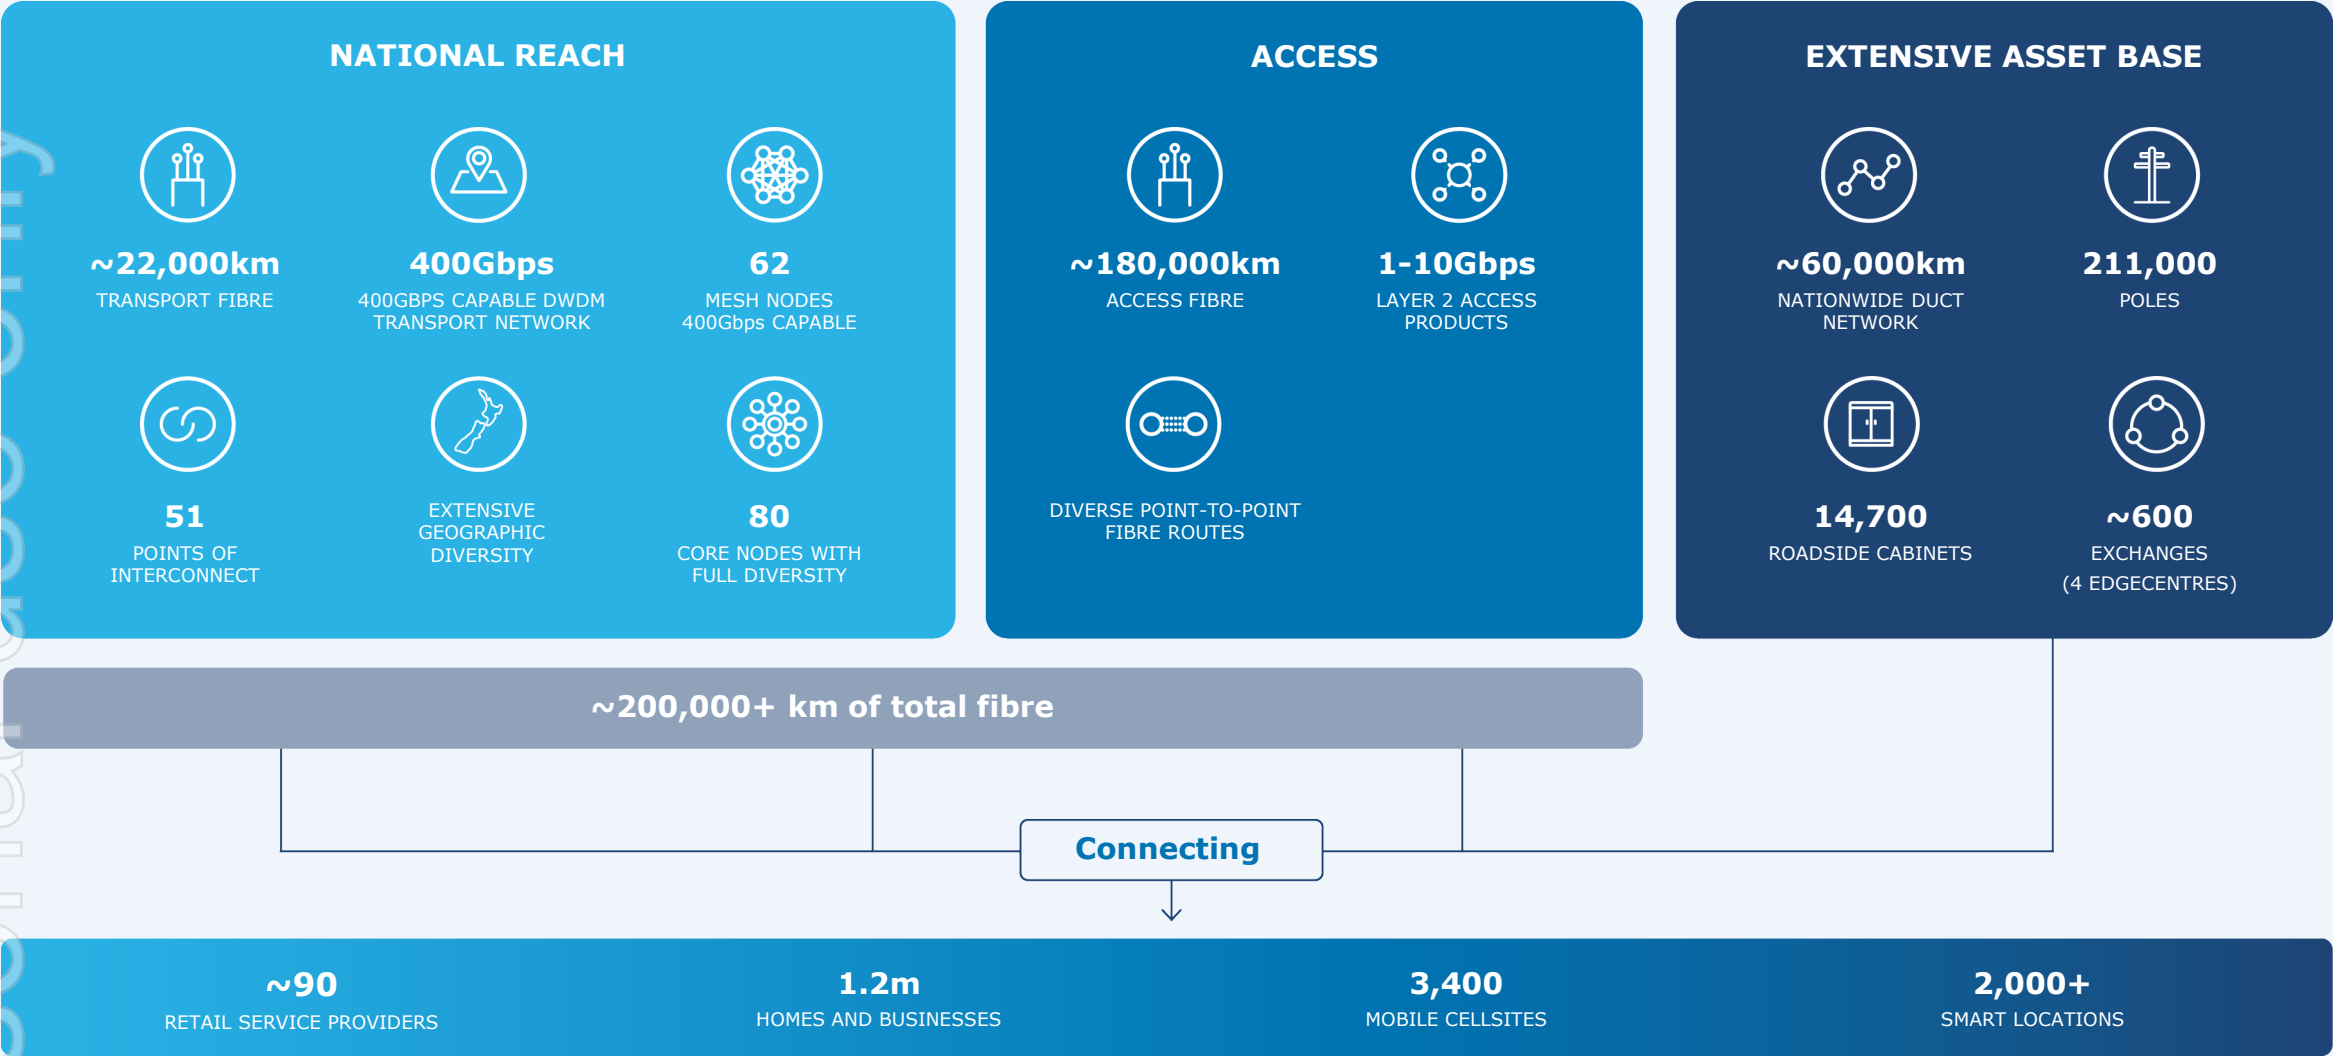 NATIONAL REACH
~22,000km
TRANSPORT FIBRE
400Gbps
400GBPS CAPABLE DWDM
TRANSPORT NETWORK
62
MESH NODES
400Gbps CAPABLE
51
POINTS OF
INTERCONNECT
EXTENSIVE
GEOGRAPHIC
DIVERSITY
80
CORE NODES WITH
FULL DIVERSITY
ACCESS
~180,000km
ACCESS FIBRE
1-10Gbps
LAYER 2 ACCESS
PRODUCTS
DIVERSE POINT-TO-POINT
FIBRE ROUTES
EXTENSIVE ASSET BASE
~60,000km
NATIONWIDE DUCT
NETWORK
211,000
POLES
14,700
ROADSIDE CABINETS
~600
EXCHANGES
(4 EDGECENTRES)
~200,000+ km of total fibre
Connecting
~90
RETAIL SERVICE PROVIDERS
1.2m
HOMES AND BUSINESSES
3,400
MOBILE CELLSITES
2,000+
SMART LOCATIONS